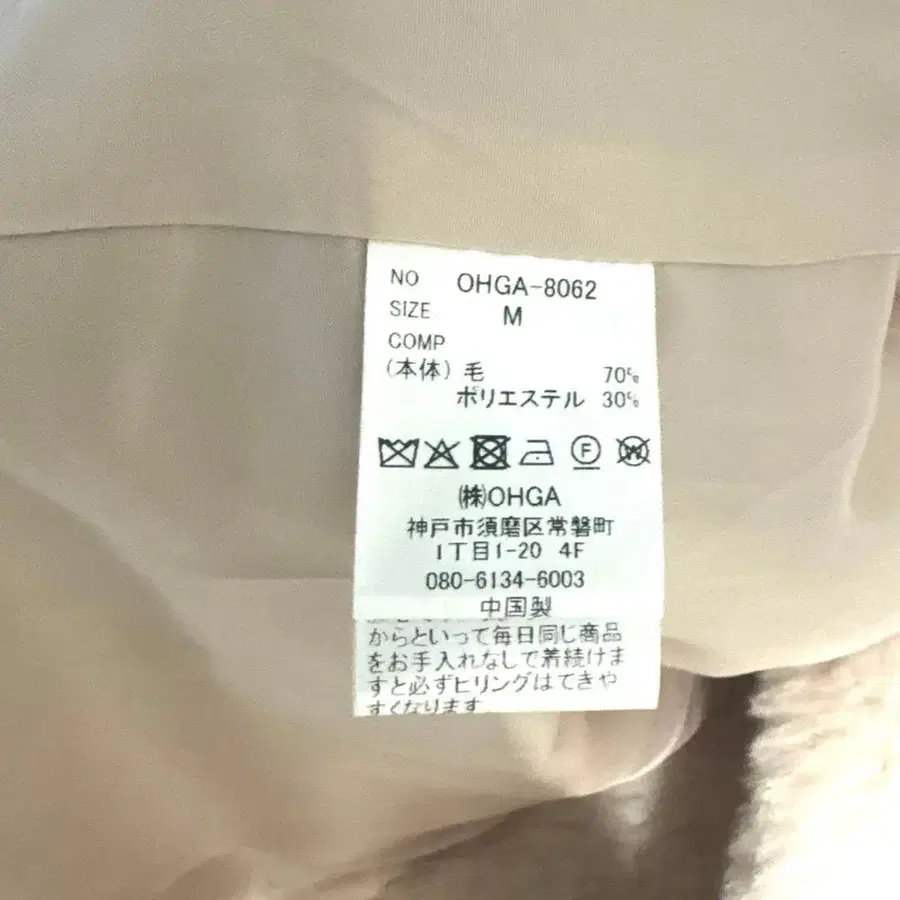 NO OHGA-8062
SIZE M
COMP
(本体) 毛 70%
ポリエステル 30%
F W
㈱OHGA
神戸市須磨区常磐町
1丁目1-20 4F
080-6134-6003
中国製
からといって毎日同じ商品
をお手入れなしで着続けま
すと必ずピリングはできや
すくなります。